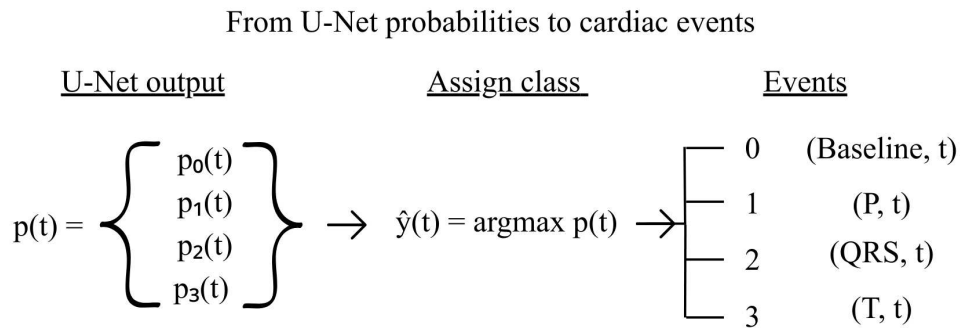 From U-Net probabilities to cardiac events
U-Net output
Assign class
Events
p(t) =
p₀(t)
p₁(t)
p₂(t)
p₃(t)
ŷ(t) = argmax p(t)
0 (Baseline, t)
1 (P, t)
2 (QRS, t)
3 (T, t)